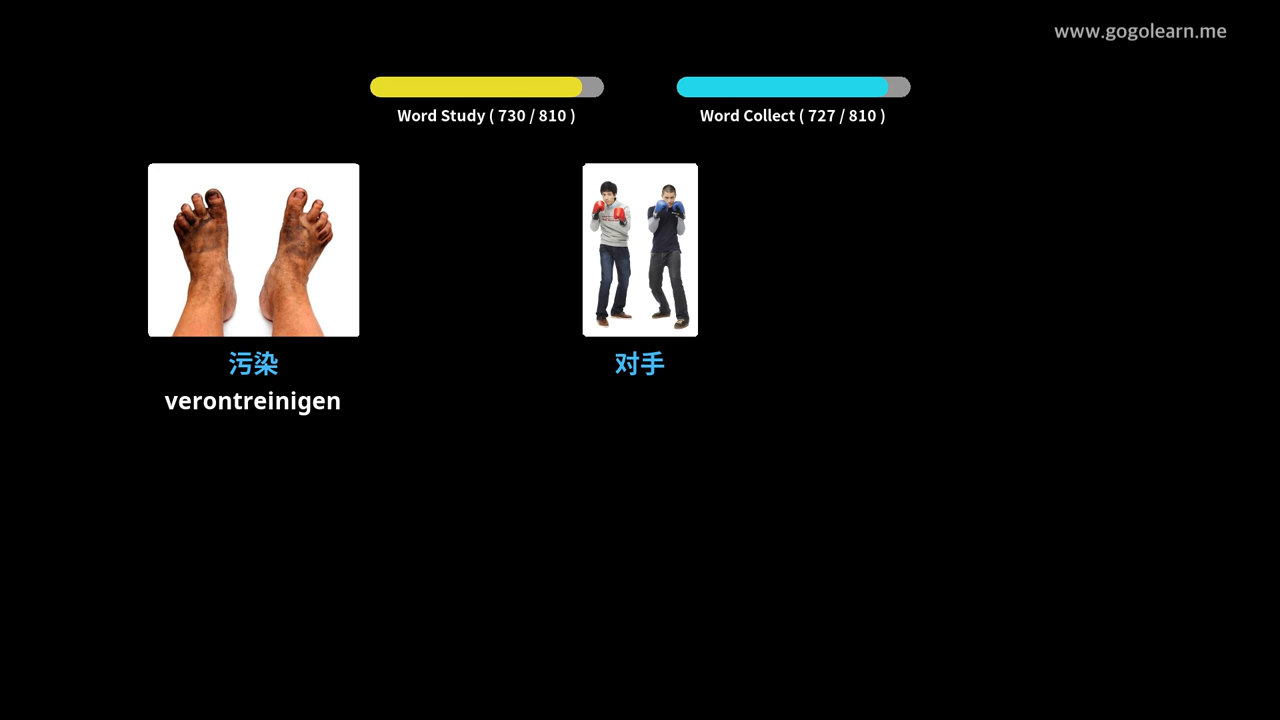 www.gogolearn.me
Word Study ( 730 / 810 )
Word Collect ( 727 / 810 )
污染
verontreinigen
对手